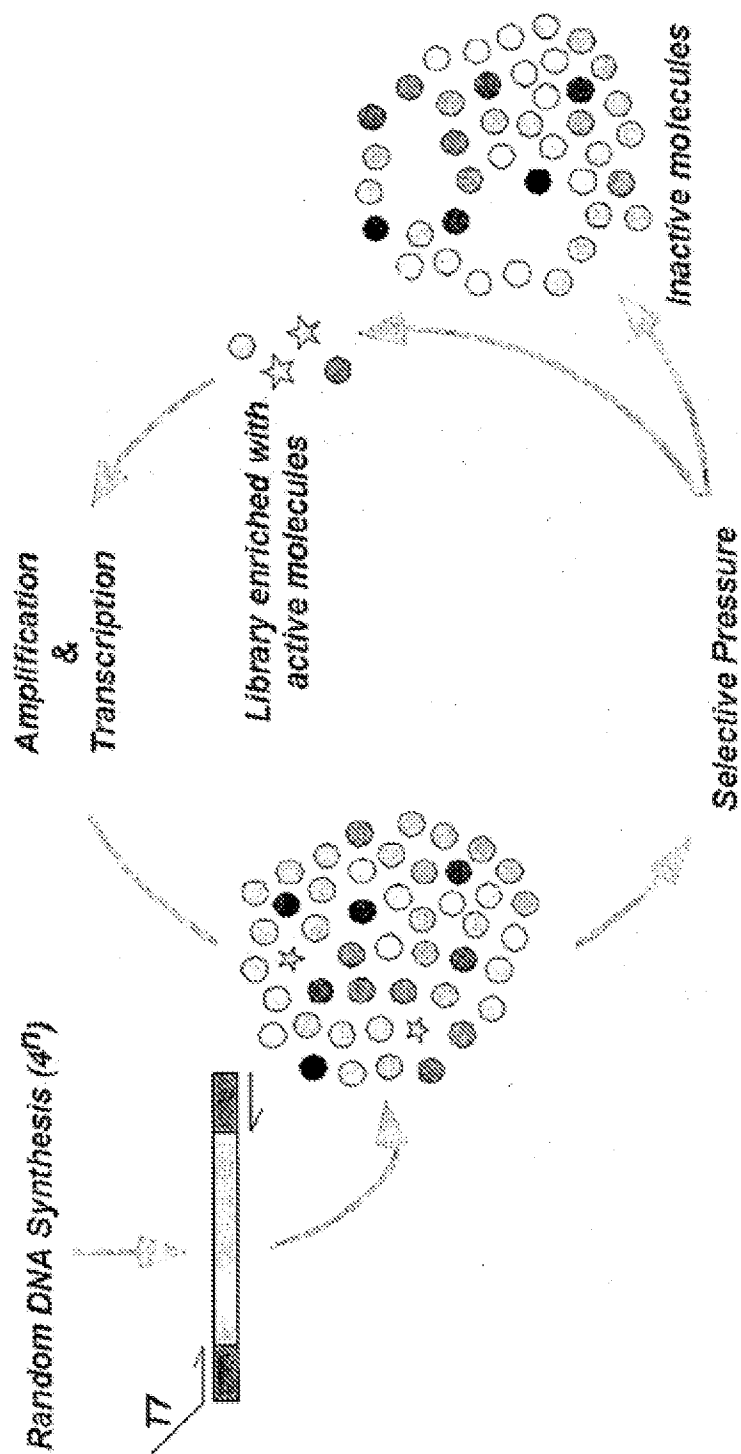 Random DNA Synthesis (4ⁿ)
T7
Amplification
&
Transcription
Library enriched with
active molecules
Selective Pressure
Inactive molecules